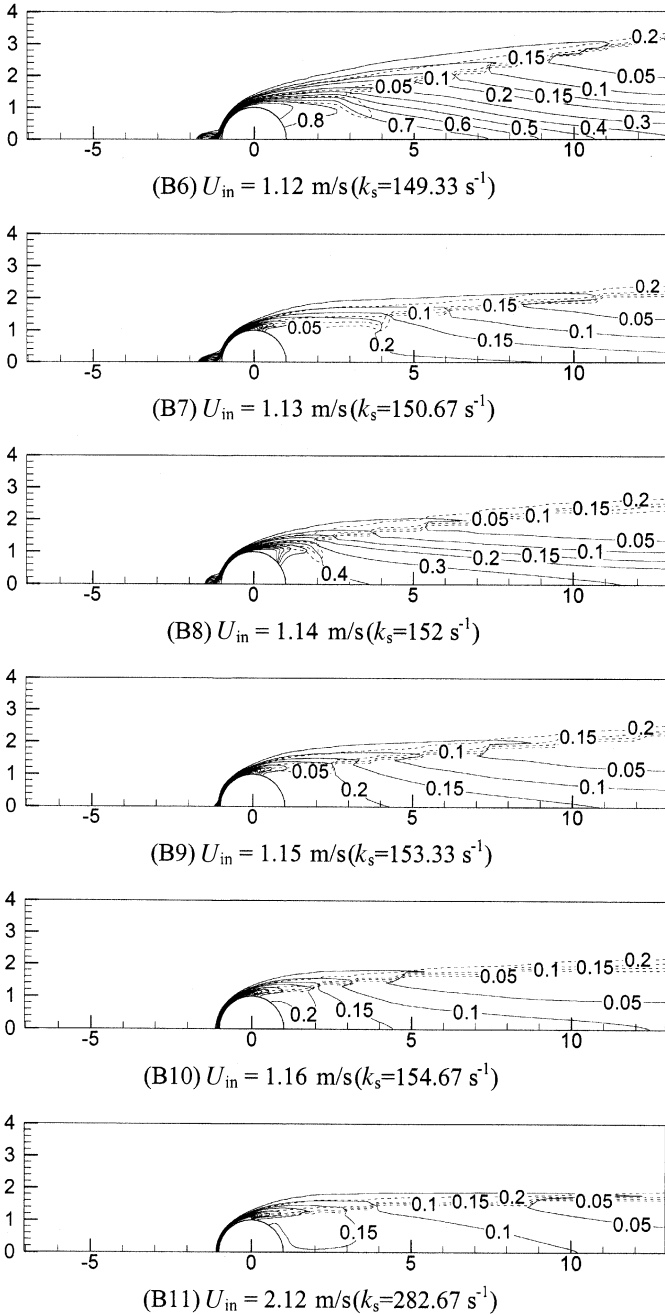 4
3
2
1
0
-5 0 5 10
0.2
0.15
0.1
0.05
0.05
0.2 0.15 0.1
0.8 0.7 0.6 0.5 0.4 0.3
(B6) U_in = 1.12 m/s(k_s=149.33 s^-1)
4
3
2
1
0
-5 0 5 10
0.2
0.15
0.1
0.05
0.05
0.2 0.15 0.1
(B7) U_in = 1.13 m/s(k_s=150.67 s^-1)
4
3
2
1
0
-5 0 5 10
0.05 0.1 0.15 0.2
0.05
0.4 0.3 0.2 0.15 0.1
(B8) U_in = 1.14 m/s(k_s=152 s^-1)
4
3
2
1
0
-5 0 5 10
0.2
0.15
0.1
0.05
0.05
0.2 0.15 0.1
(B9) U_in = 1.15 m/s(k_s=153.33 s^-1)
4
3
2
1
0
-5 0 5 10
0.05 0.1 0.15 0.2
0.2 0.15 0.1 0.05
(B10) U_in = 1.16 m/s(k_s=154.67 s^-1)
4
3
2
1
0
-5 0 5 10
0.1 0.15 0.2 0.05
0.15 0.1 0.05
(B11) U_in = 2.12 m/s(k_s=282.67 s^-1)